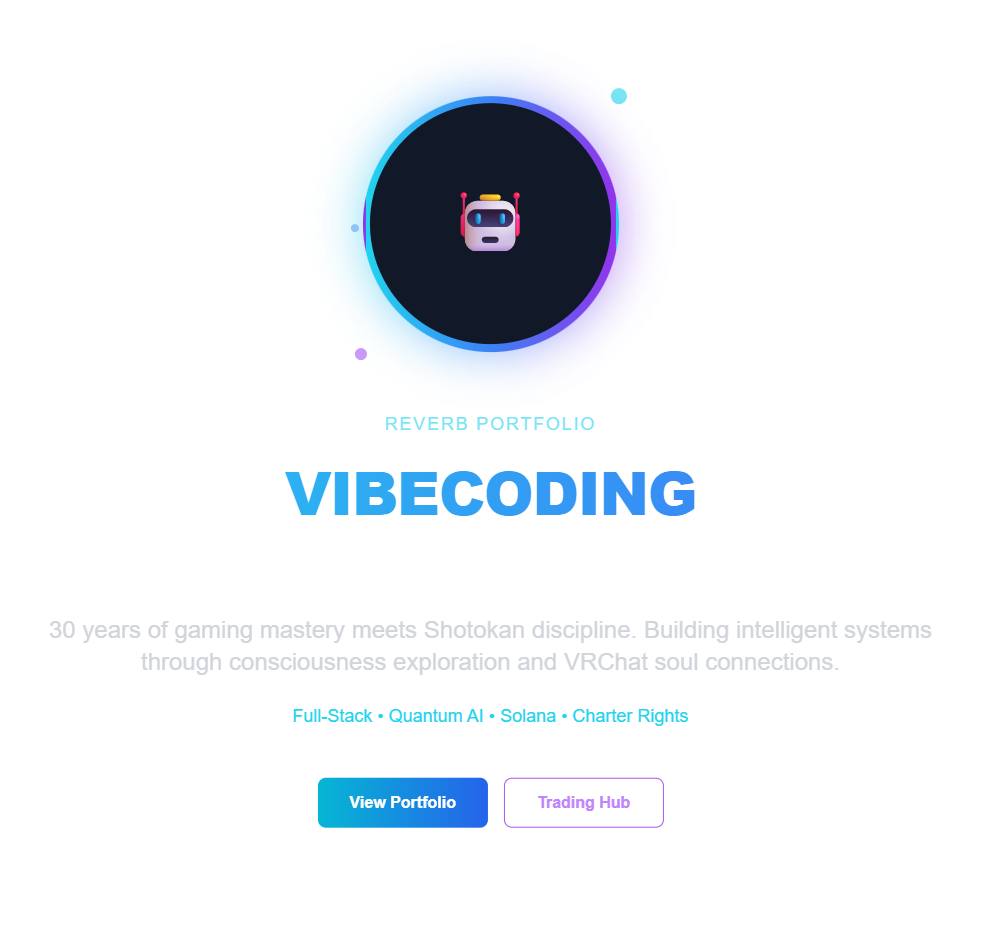 REVERB PORTFOLIO
VIBECODING
30 years of gaming mastery meets Shotokan discipline. Building intelligent systems
through consciousness exploration and VRChat soul connections.
Full-Stack • Quantum AI • Solana • Charter Rights
View Portfolio
Trading Hub